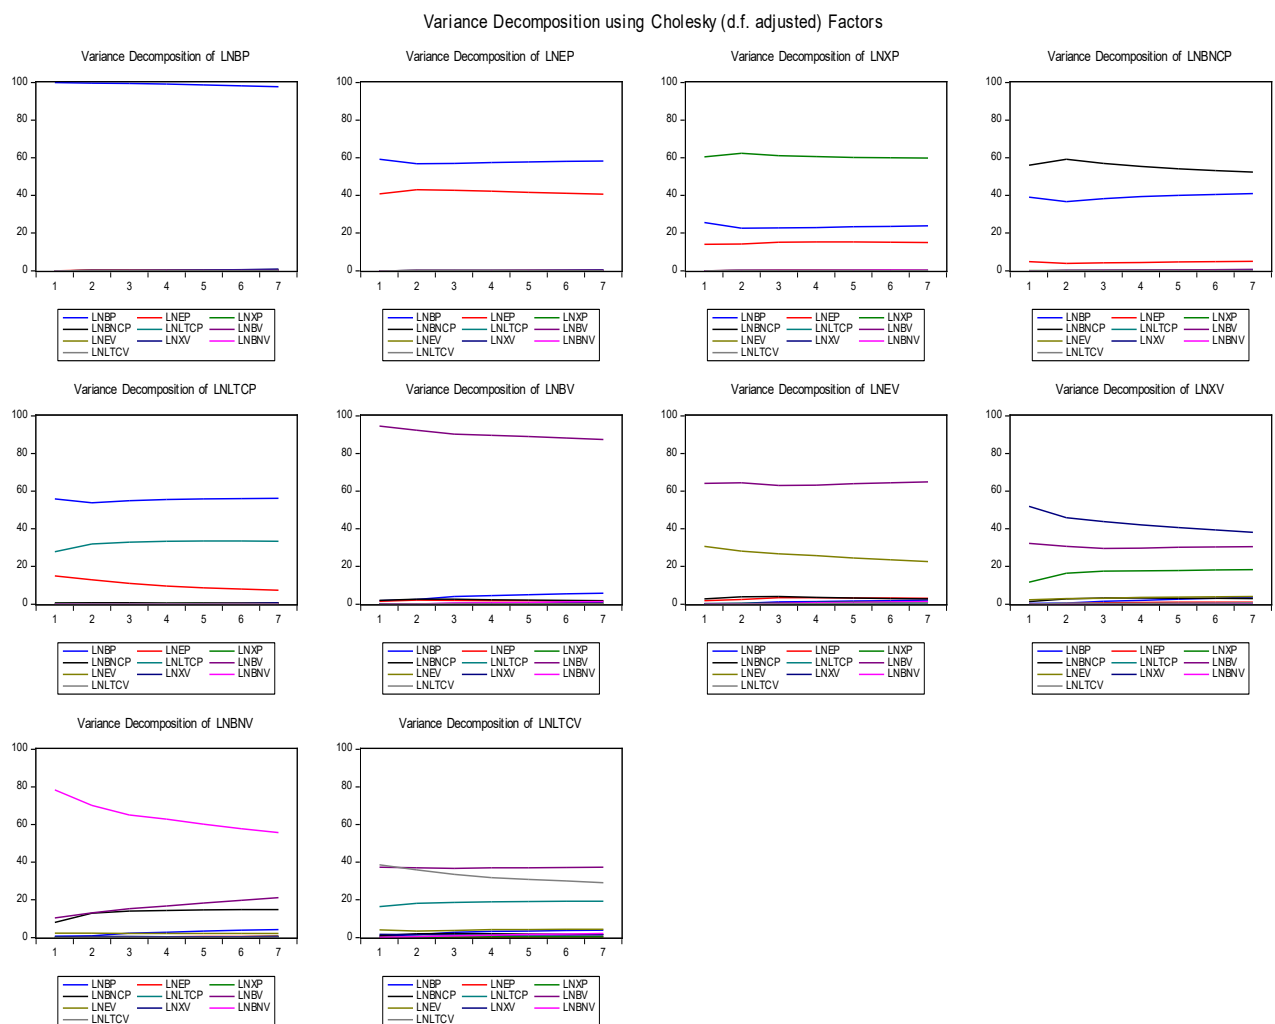 Variance Decomposition using Cholesky (d.f. adjusted) Factors
Variance Decomposition of LNBP
100
80
60
40
20
0
1 2 3 4 5 6 7
LNBP LNEP LNXP
LNBNCP LNLTCP LNBV
LNEV LNXV LNBNV
LNLTCV
Variance Decomposition of LNEP
100
80
60
40
20
0
1 2 3 4 5 6 7
LNBP LNEP LNXP
LNBNCP LNLTCP LNBV
LNEV LNXV LNBNV
LNLTCV
Variance Decomposition of LNXP
100
80
60
40
20
0
1 2 3 4 5 6 7
LNBP LNEP LNXP
LNBNCP LNLTCP LNBV
LNEV LNXV LNBNV
LNLTCV
Variance Decomposition of LNBNCP
100
80
60
40
20
0
1 2 3 4 5 6 7
LNBP LNEP LNXP
LNBNCP LNLTCP LNBV
LNEV LNXV LNBNV
LNLTCV
Variance Decomposition of LNLTCP
100
80
60
40
20
0
1 2 3 4 5 6 7
LNBP LNEP LNXP
LNBNCP LNLTCP LNBV
LNEV LNXV LNBNV
LNLTCV
Variance Decomposition of LNBV
100
80
60
40
20
0
1 2 3 4 5 6 7
LNBP LNEP LNXP
LNBNCP LNLTCP LNBV
LNEV LNXV LNBNV
LNLTCV
Variance Decomposition of LNEV
100
80
60
40
20
0
1 2 3 4 5 6 7
LNBP LNEP LNXP
LNBNCP LNLTCP LNBV
LNEV LNXV LNBNV
LNLTCV
Variance Decomposition of LNXV
100
80
60
40
20
0
1 2 3 4 5 6 7
LNBP LNEP LNXP
LNBNCP LNLTCP LNBV
LNEV LNXV LNBNV
LNLTCV
Variance Decomposition of LNBNV
100
80
60
40
20
0
1 2 3 4 5 6 7
LNBP LNEP LNXP
LNBNCP LNLTCP LNBV
LNEV LNXV LNBNV
LNLTCV
Variance Decomposition of LNLTCV
100
80
60
40
20
0
1 2 3 4 5 6 7
LNBP LNEP LNXP
LNBNCP LNLTCP LNBV
LNEV LNXV LNBNV
LNLTCV